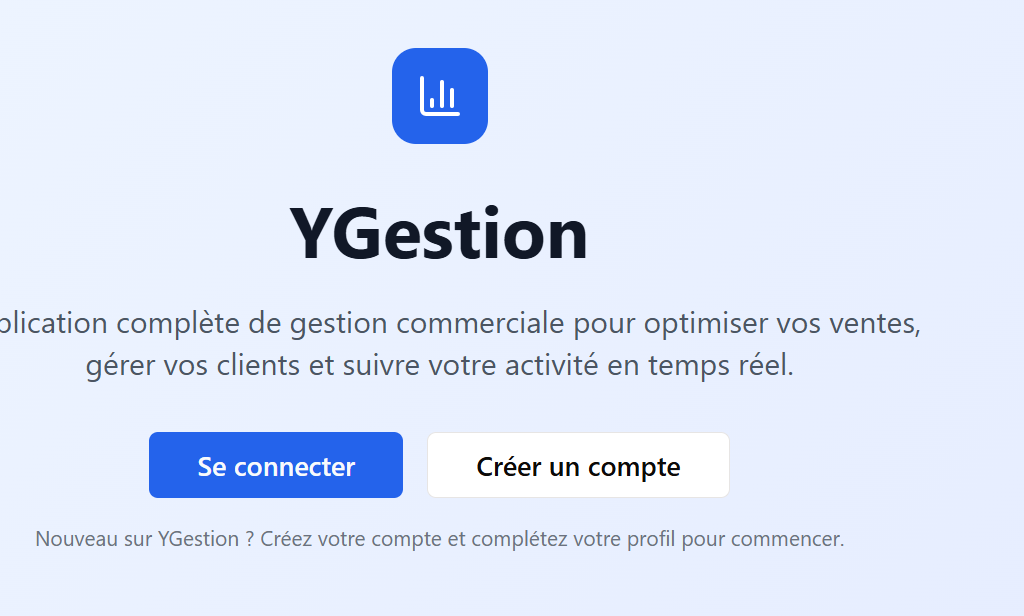 YGestion
plication complète de gestion commerciale pour optimiser vos ventes,
gérer vos clients et suivre votre activité en temps réel.
Se connecter
Créer un compte
Nouveau sur YGestion ? Créez votre compte et complétez votre profil pour commencer.